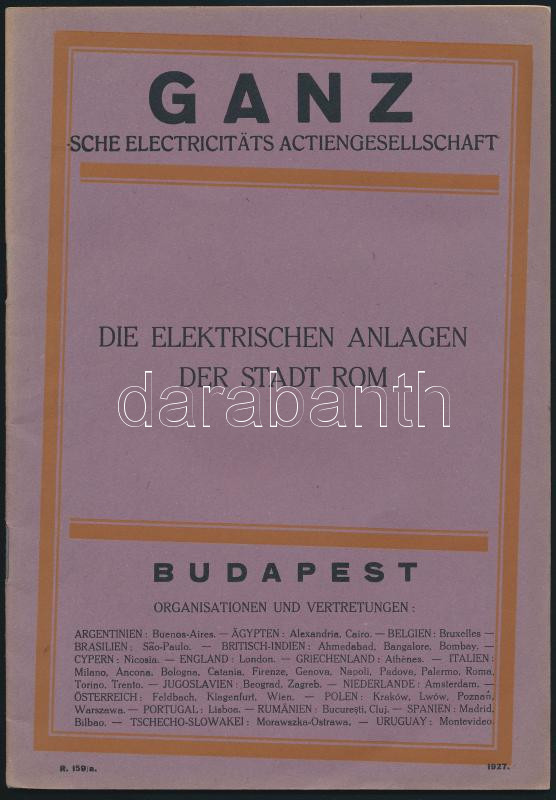 GANZ
-SCHE ELECTRICITÄTS ACTIENGESELLSCHAFT
DIE ELEKTRISCHEN ANLAGEN
DER STADT ROM
darabanth
BUDAPEST
ORGANISATIONEN UND VERTRETUNGEN:
ARGENTINIEN: Buenos-Aires. — ÄGYPTEN: Alexandria, Cairo. — BELGIEN: Bruxelles —
BRASILIEN: São-Paulo. — BRITISCH-INDIEN: Ahmedabad, Bangalore, Bombay. —
CYPERN: Nicosia. — ENGLAND: London. — GRIECHENLAND: Athènes. — ITALIEN:
Milano, Ancona, Bologna, Catania, Firenze, Genova, Napoli, Padova, Palermo, Roma,
Torino, Trento. — JUGOSLAVIEN: Beograd, Zagreb. — NIEDERLANDE: Amsterdam. —
ÖSTERREICH: Feldbach, Klagenfurt, Wien. — POLEN: Kraków, Lwów, Poznań,
Warszawa. — PORTUGAL: Lisboa. — RUMÄNIEN: Bucureşti, Cluj. — SPANIEN: Madrid,
Bilbao. — TSCHECHO-SLOWAKEI: Morawszka-Ostrawa. — URUGUAY: Montevideo.
R. 159/a.
1927.